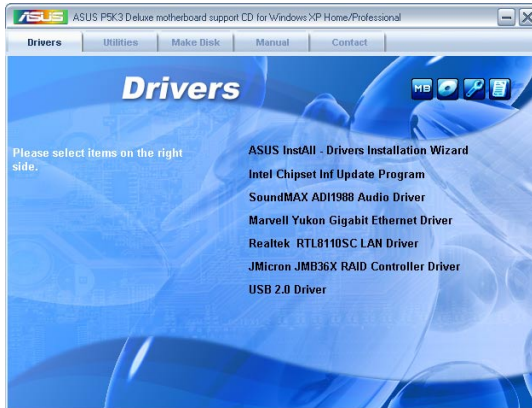 ASUS ASUS P5K3 Deluxe motherboard support CD for Windows XP Home/Professional
Drivers Utilities Make Disk Manual Contact
Drivers
MB
Please select items on the right
side.
ASUS InstAll - Drivers Installation Wizard
Intel Chipset Inf Update Program
SoundMAX ADI1988 Audio Driver
Marvell Yukon Gigabit Ethernet Driver
Realtek RTL8110SC LAN Driver
JMicron JMB36X RAID Controller Driver
USB 2.0 Driver